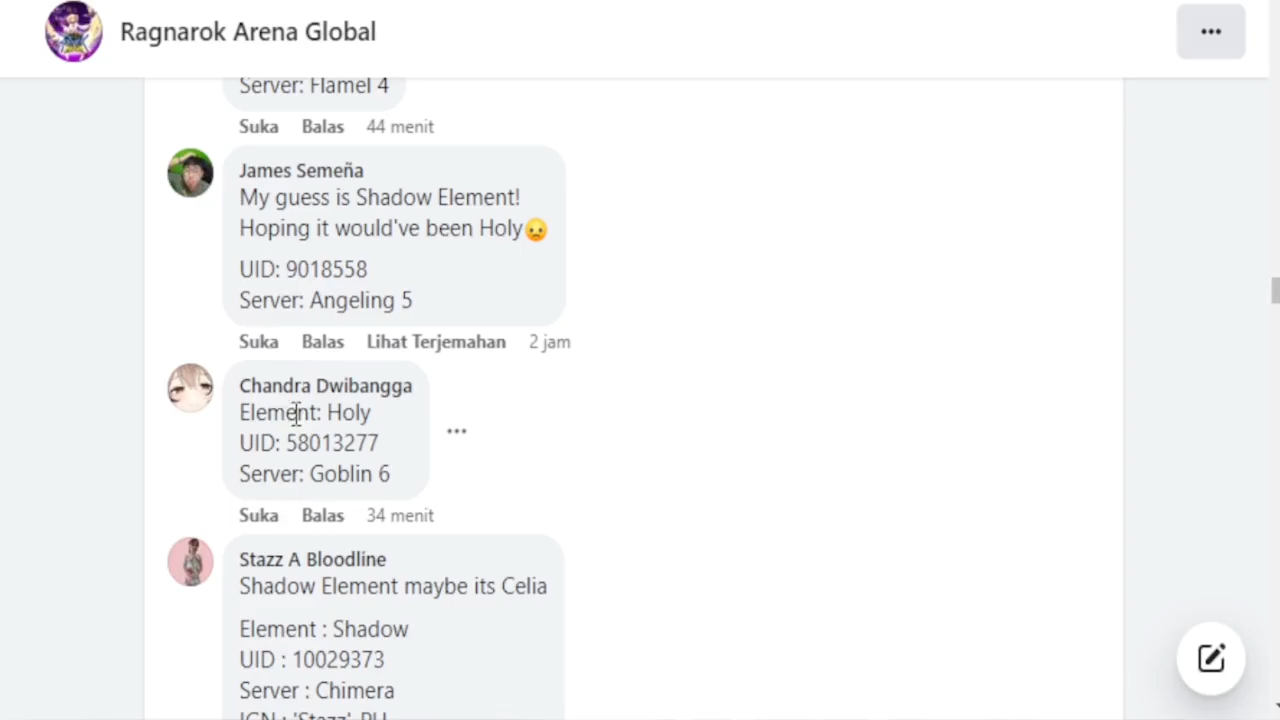 Ragnarok Arena Global
Server: Flamel 4
Suka Balas 44 menit
James Semeña
My guess is Shadow Element!
Hoping it would've been Holy😠
UID: 9018558
Server: Angeling 5
Suka Balas Lihat Terjemahan 2 jam
Chandra Dwibangga
Element: Holy
UID: 58013277
Server: Goblin 6
Suka Balas 34 menit
Stazz A Bloodline
Shadow Element maybe its Celia
Element : Shadow
UID : 10029373
Server : Chimera
IGN : 'Stazz'-PH